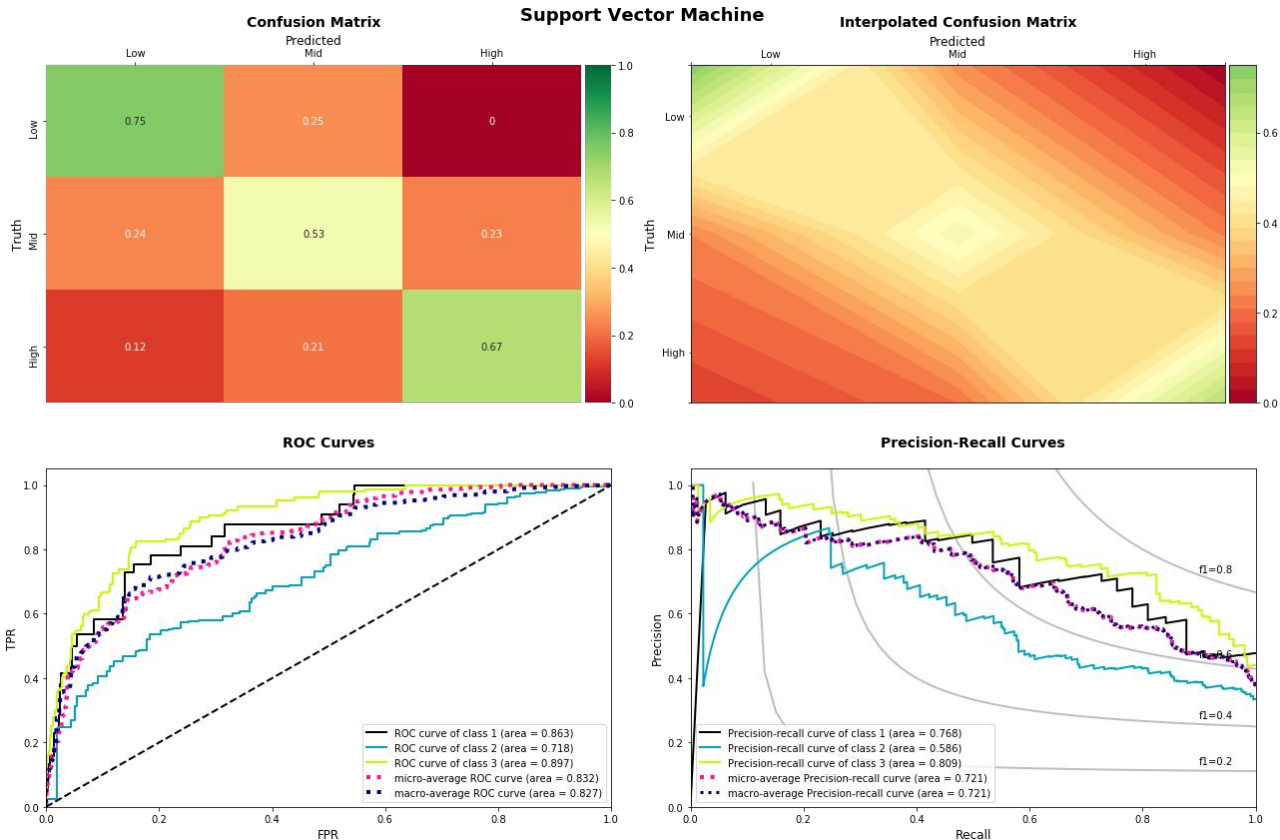 Support Vector Machine
Confusion Matrix
Predicted
Low Mid High
Truth
Low
Mid
High
0.75 0.25 0
0.24 0.53 0.23
0.12 0.21 0.67
1.0
0.8
0.6
0.4
0.2
0.0
Interpolated Confusion Matrix
Predicted
Low Mid High
Truth
Low
Mid
High
0.6
0.4
0.2
0.0
ROC Curves
TPR
1.0
0.8
0.6
0.4
0.2
0.0
ROC curve of class 1 (area = 0.863)
ROC curve of class 2 (area = 0.718)
ROC curve of class 3 (area = 0.897)
micro-average ROC curve (area = 0.832)
macro-average ROC curve (area = 0.827)
0.0 0.2 0.4 0.6 0.8 1.0
FPR
Precision-Recall Curves
Precision
1.0
0.8
0.6
0.4
0.2
0.0
f1=0.8
f1=0.6
f1=0.4
f1=0.2
Precision-recall curve of class 1 (area = 0.768)
Precision-recall curve of class 2 (area = 0.586)
Precision-recall curve of class 3 (area = 0.809)
micro-average Precision-recall curve (area = 0.721)
macro-average Precision-recall curve (area = 0.721)
0.0 0.2 0.4 0.6 0.8 1.0
Recall